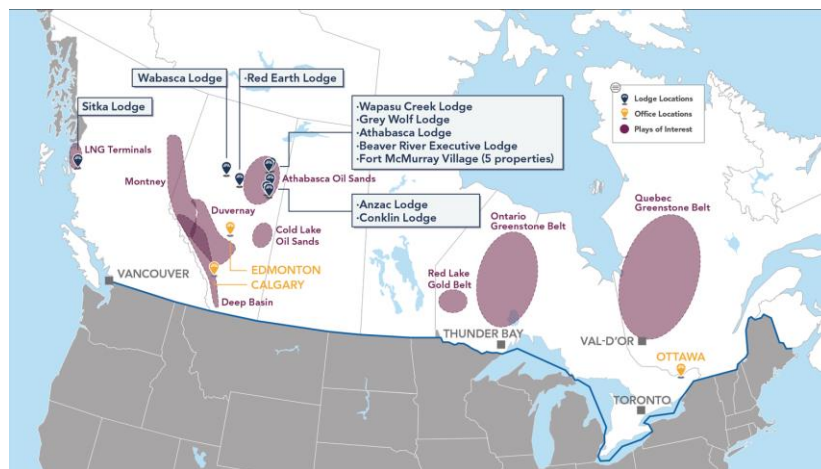 Wabasca Lodge
·Red Earth Lodge
Sitka Lodge
·Wapasu Creek Lodge
·Grey Wolf Lodge
·Athabasca Lodge
·Beaver River Executive Lodge
·Fort McMurray Village (5 properties)
Lodge Locations
Office Locations
Plays of Interest
LNG Terminals
Montney
Athabasca Oil Sands
Duvernay
·Anzac Lodge
·Conklin Lodge
Cold Lake
Oil Sands
Ontario
Greenstone Belt
Quebec
Greenstone Belt
EDMONTON
CALGARY
VANCOUVER
Deep Basin
Red Lake
Gold Belt
THUNDER BAY
VAL-D'OR
OTTAWA
TORONTO